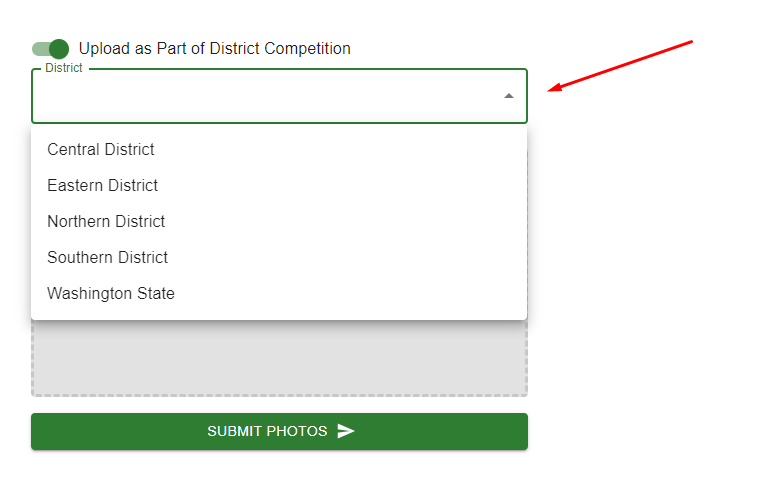 Upload as Part of District Competition
District
Central District
Eastern District
Northern District
Southern District
Washington State
SUBMIT PHOTOS